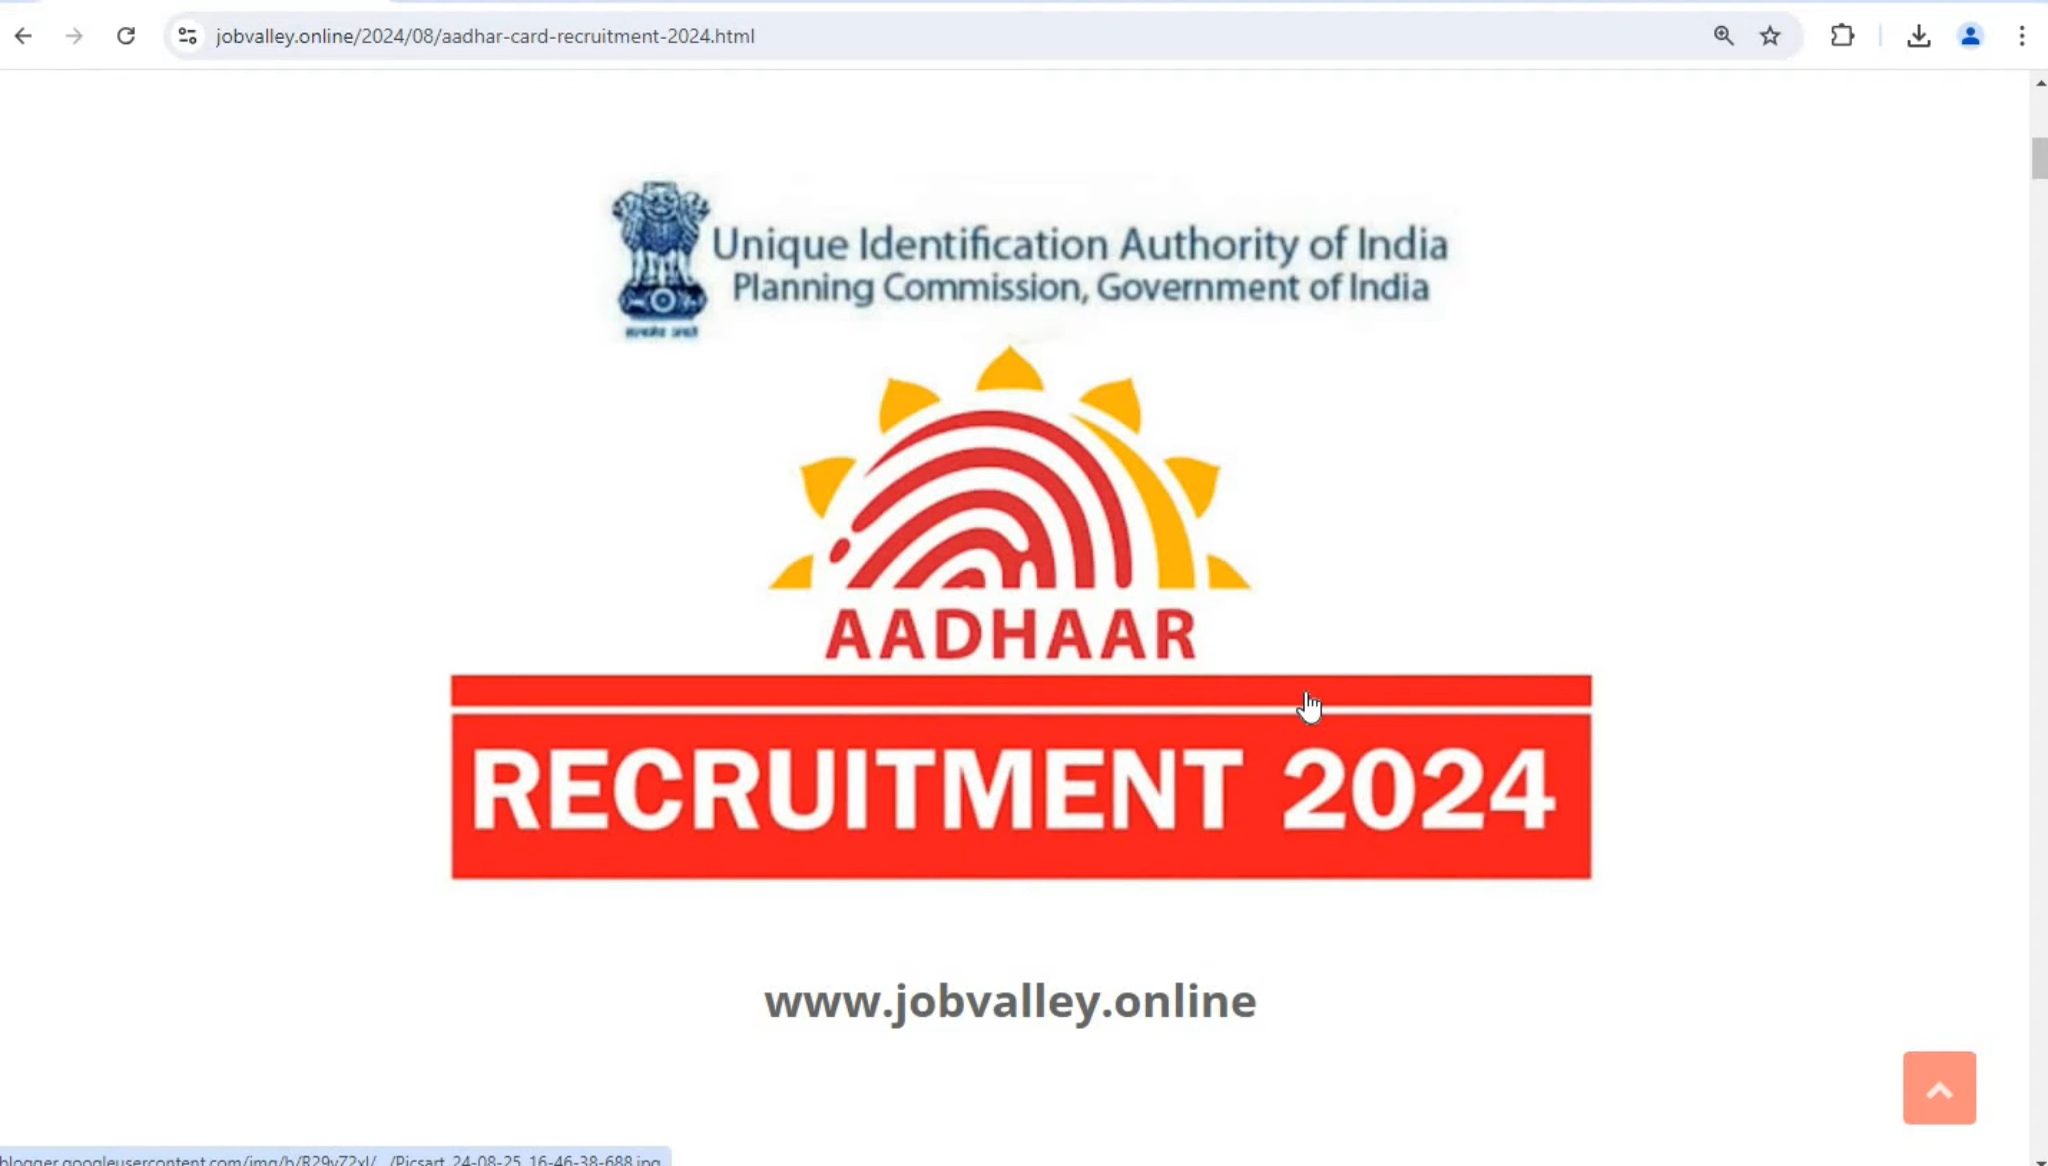 jobvalley.online/2024/08/aadhar-card-recruitment-2024.html
Unique Identification Authority of India
Planning Commission, Government of India
AADHAAR
RECRUITMENT 2024
www.jobvalley.online